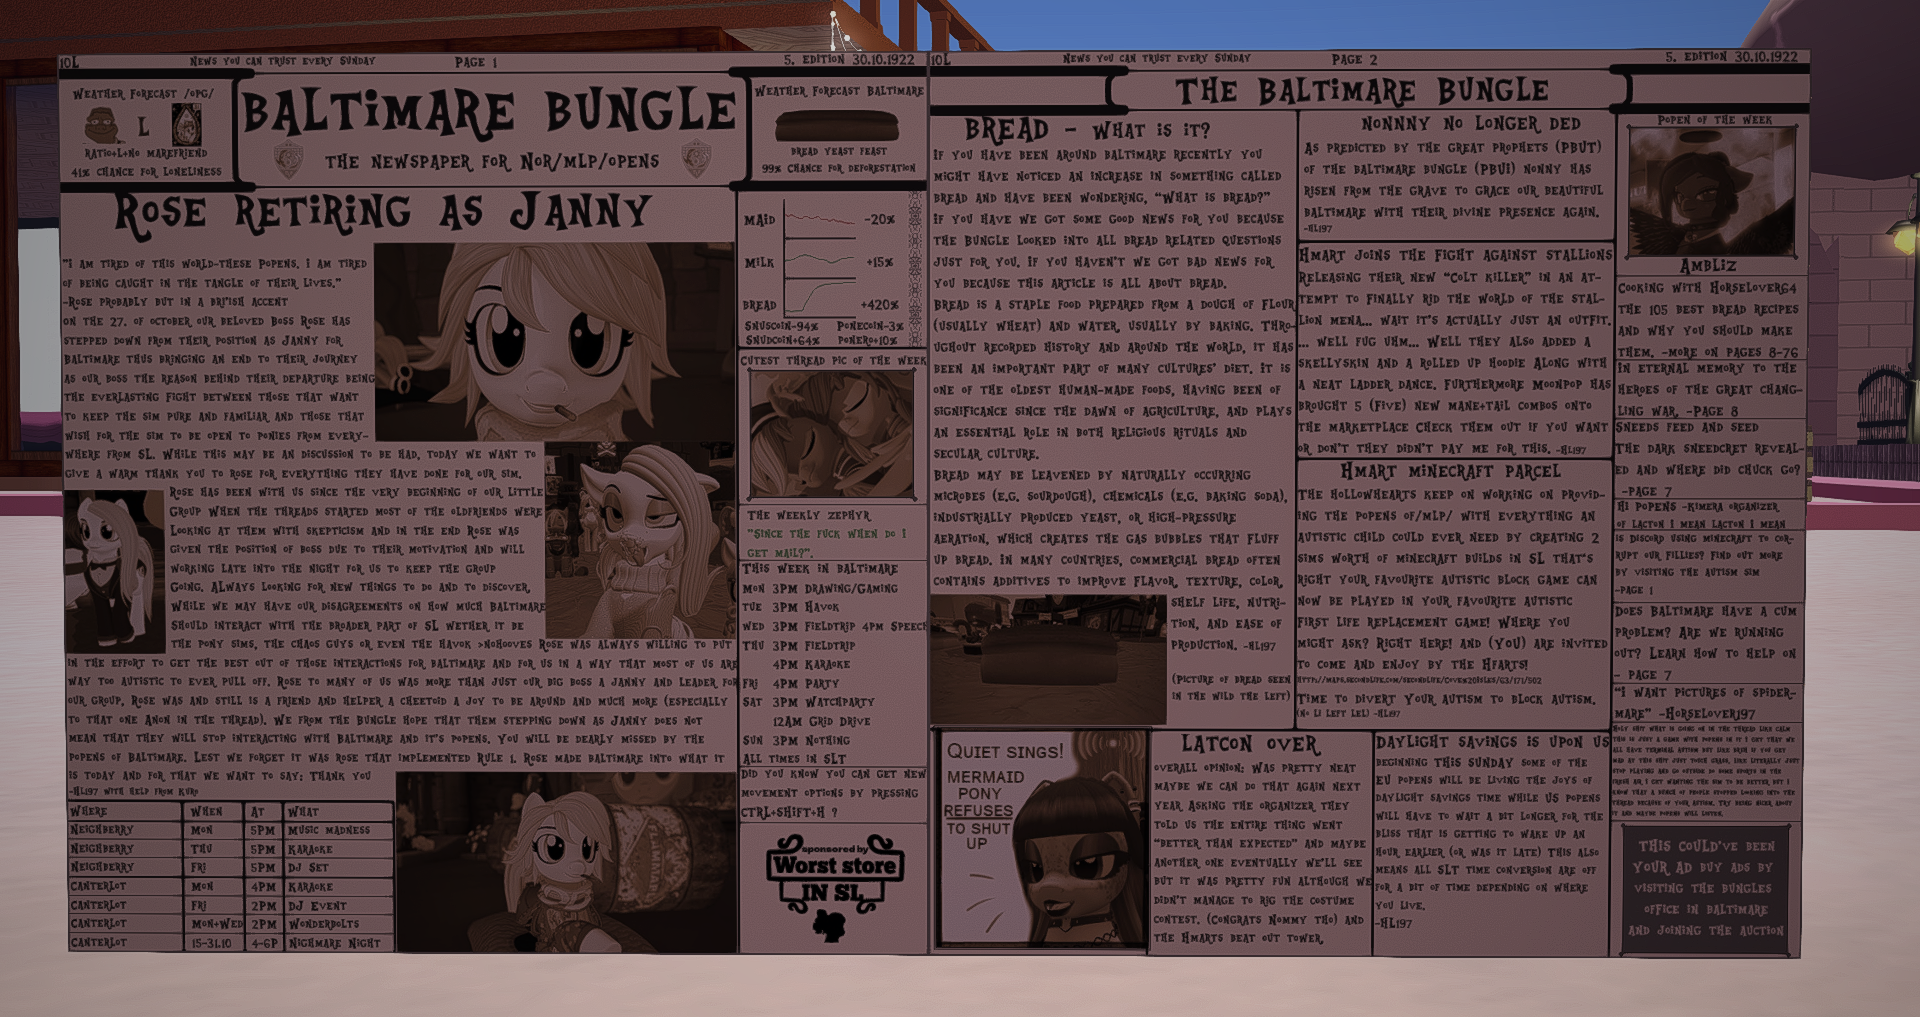 10L
NEWS YOU CAN TRUST EVERY SUNDAY
PAGE 1
5. EDITION 30.10.1922
WEATHER FORECAST /OPG/
L
RATIO+L+NO MAREFRIEND
41% CHANCE FOR LONELINESS
BALTIMARE BUNGLE
THE NEWSPAPER FOR NOR/MLP/OPENS
WEATHER FORECAST BALTIMARE
BREAD YEAST FEAST
99% CHANCE FOR DEFORESTATION
ROSE RETIRING AS JANNY
"I AM TIRED OF THIS WORLD-THESE POPENS. I AM TIRED
OF BEING CAUGHT IN THE TANGLE OF THEIR LIVES."
-ROSE PROBABLY BUT IN A BRI'ISH ACCENT
ON THE 27. OF OCTOBER OUR BELOVED BOSS ROSE HAS
STEPPED DOWN FROM THEIR POSITION AS JANNY FOR
BALTIMARE THUS BRINGING AN END TO THEIR JOURNEY
AS OUR BOSS THE REASON BEHIND THEIR DEPARTURE BEING
THE EVERLASTING FIGHT BETWEEN THOSE THAT WANT
TO KEEP THE SIM PURE AND FAMILIAR AND THOSE THAT
WISH FOR THE SIM TO BE OPEN TO PONIES FROM EVERY-
WHERE FROM SL. WHILE THIS MAY BE AN DISCUSSION TO BE HAD, TODAY WE WANT TO
GIVE A WARM THANK YOU TO ROSE FOR EVERYTHING THEY HAVE DONE FOR OUR SIM.
ROSE HAS BEEN WITH US SINCE THE VERY BEGINNING OF OUR LITTLE
GROUP WHEN THE THREADS STARTED MOST OF THE OLDFRIENDS WERE
LOOKING AT THEM WITH SKEPTICISM AND IN THE END ROSE WAS
GIVEN THE POSITION OF BOSS DUE TO THEIR MOTIVATION AND WILL
WORKING LATE INTO THE NIGHT FOR US TO KEEP THE GROUP
GOING. ALWAYS LOOKING FOR NEW THINGS TO DO AND TO DISCOVER.
WHILE WE MAY HAVE OUR DISAGREEMENTS ON HOW MUCH BALTIMARE
SHOULD INTERACT WITH THE BROADER PART OF SL WETHER IT BE
THE PONY SIMS, THE CHAOS GUYS OR EVEN THE HAVOK >NOHOOVES ROSE WAS ALWAYS WILLING TO PUT
IN THE EFFORT TO GET THE BEST OUT OF THOSE INTERACTIONS FOR BALTIMARE AND FOR US IN A WAY THAT MOST OF US ARE
WAY TOO AUTISTIC TO EVER PULL OFF. ROSE TO MANY OF US WAS MORE THAN JUST OUR BIG BOSS A JANNY AND LEADER FOR
OUR GROUP. ROSE WAS AND STILL IS A FRIEND AND HELPER A CHEETOID A JOY TO BE AROUND AND MUCH MORE (ESPECIALLY
TO THAT ONE ANON IN THE THREAD). WE FROM THE BUNGLE HOPE THAT THEM STEPPING DOWN AS JANNY DOES NOT
MEAN THAT THEY WILL STOP INTERACTING WITH BALTIMARE AND IT'S POPENS. YOU WILL BE DEARLY MISSED BY THE
POPENS OF BALTIMARE. LEST WE FORGET IT WAS ROSE THAT IMPLEMENTED RULE 1. ROSE MADE BALTIMARE INTO WHAT IT
IS TODAY AND FOR THAT WE WANT TO SAY: THANK YOU
-HL197 WITH HELP FROM KURP
WHERE WHEN AT WHAT
NEIGHBERRY MON 5PM MUSIC MADNESS
NEIGHBERRY THU 5PM KARAOKE
NEIGHBERRY FRI 5PM DJ SET
CANTERLOT MON 4PM KARAOKE
CANTERLOT FRI 2PM DJ EVENT
CANTERLOT MON+WED 2PM WONDERBOLTS
CANTERLOT 15-31.10 4-6P NIGHMARE NIGHT
MAID -20%
MILK +15%
BREAD +420%
SNUSCOIN-94% PONECOIN-3%
SNUDCOIN+64% PONERO+10%
CUTEST THREAD PIC OF THE WEEK
THE WEEKLY ZEPHYR
"SINCE THE FUCK WHEN DO I
GET MAIL?".
THIS WEEK IN BALTIMARE
MON 3PM DRAWING/GAMING
TUE 3PM HAVOK
WED 3PM FIELDTRIP 4PM SPEECH
THU 3PM FIELDTRIP
4PM KARAOKE
FRI 4PM PARTY
SAT 3PM WATCHPARTY
12AM GRID DRIVE
SUN 3PM NOTHING
ALL TIMES IN SLT
DID YOU KNOW YOU CAN GET NEW
MOVEMENT OPTIONS BY PRESSING
CTRL+SHIFT+H ?
sponsored by
Worst store
IN SL
10L
NEWS YOU CAN TRUST EVERY SUNDAY
PAGE 2
5. EDITION 30.10.1922
THE BALTIMARE BUNGLE
BREAD - WHAT IS IT?
IF YOU HAVE BEEN AROUND BALTIMARE RECENTLY YOU
MIGHT HAVE NOTICED AN INCREASE IN SOMETHING CALLED
BREAD AND HAVE BEEN WONDERING, "WHAT IS BREAD?"
IF YOU HAVE WE GOT SOME GOOD NEWS FOR YOU BECAUSE
THE BUNGLE LOOKED INTO ALL BREAD RELATED QUESTIONS
JUST FOR YOU. IF YOU HAVEN'T WE GOT BAD NEWS FOR
YOU BECAUSE THIS ARTICLE IS ALL ABOUT BREAD.
BREAD IS A STAPLE FOOD PREPARED FROM A DOUGH OF FLOUR
(USUALLY WHEAT) AND WATER, USUALLY BY BAKING. THRO-
UGHOUT RECORDED HISTORY AND AROUND THE WORLD, IT HAS
BEEN AN IMPORTANT PART OF MANY CULTURES' DIET. IT IS
ONE OF THE OLDEST HUMAN-MADE FOODS, HAVING BEEN OF
SIGNIFICANCE SINCE THE DAWN OF AGRICULTURE, AND PLAYS
AN ESSENTIAL ROLE IN BOTH RELIGIOUS RITUALS AND
SECULAR CULTURE.
BREAD MAY BE LEAVENED BY NATURALLY OCCURRING
MICROBES (E.G. SOURDOUGH), CHEMICALS (E.G. BAKING SODA),
INDUSTRIALLY PRODUCED YEAST, OR HIGH-PRESSURE
AERATION, WHICH CREATES THE GAS BUBBLES THAT FLUFF
UP BREAD. IN MANY COUNTRIES, COMMERCIAL BREAD OFTEN
CONTAINS ADDITIVES TO IMPROVE FLAVOR, TEXTURE, COLOR,
SHELF LIFE, NUTRI-
TION, AND EASE OF
PRODUCTION. -HL197
(PICTURE OF BREAD SEEN
IN THE WILD THE LEFT)
QUIET SINGS!
MERMAID
PONY
REFUSES
TO SHUT
UP
NONNNY NO LONGER DED
AS PREDICTED BY THE GREAT PROPHETS (PBUT)
OF THE BALTIMARE BUNGLE (PBUI) NONNY HAS
RISEN FROM THE GRAVE TO GRACE OUR BEAUTIFUL
BALTIMARE WITH THEIR DIVINE PRESENCE AGAIN.
-HL197
HMART JOINS THE FIGHT AGAINST STALLIONS
RELEASING THEIR NEW "COLT KILLER" IN AN AT-
TEMPT TO FINALLY RID THE WORLD OF THE STAL-
LION MENA... WAIT IT'S ACTUALLY JUST AN OUTFIT.
... WELL FUG UHM... WELL THEY ALSO ADDED A
SKELLYSKIN AND A ROLLED UP HOODIE ALONG WITH
A NEAT LADDER DANCE. FURTHERMORE MOONPOP HAS
BROUGHT 5 (FIVE) NEW MANE+TAIL COMBOS ONTO
THE MARKETPLACE CHECK THEM OUT IF YOU WANT
OR DON'T THEY DIDN'T PAY ME FOR THIS. -HL197
HMART MINECRAFT PARCEL
THE HOLLOWHEARTS KEEP ON WORKING ON PROVID-
ING THE POPENS OF/MLP/ WITH EVERYTHING AN
AUTISTIC CHILD COULD EVER NEED BY CREATING 2
SIMS WORTH OF MINECRAFT BUILDS IN SL THAT'S
RIGHT YOUR FAVOURITE AUTISTIC BLOCK GAME CAN
NOW BE PLAYED IN YOUR FAVOURITE AUTISTIC
FIRST LIFE REPLACEMENT GAME! WHERE YOU
MIGHT ASK? RIGHT HERE! AND (YOU) ARE INVITED
TO COME AND ENJOY BY THE HFARTS!
HTTP://MAPS.SECONDLIFE.COM/SECONDLIFE/COVEN20ISLES/63/171/502
TIME TO DIVERT YOUR AUTISM TO BLOCK AUTISM.
(NO LI LEFT LEL) -HL197
LATCON OVER
OVERALL OPINION: WAS PRETTY NEAT
MAYBE WE CAN DO THAT AGAIN NEXT
YEAR ASKING THE ORGANIZER THEY
TOLD US THE ENTIRE THING WENT
"BETTER THAN EXPECTED" AND MAYBE
ANOTHER ONE EVENTUALLY WE'LL SEE
BUT IT WAS PRETTY FUN ALTHOUGH WE
DIDN'T MANAGE TO RIG THE COSTUME
CONTEST. (CONGRATS NOMMY THO) AND
THE HMARTS BEAT OUT TOWER.
DAYLIGHT SAVINGS IS UPON US
BEGINNING THIS SUNDAY SOME OF THE
EU POPENS WILL BE LIVING THE JOYS OF
DAYLIGHT SAVINGS TIME WHILE US POPENS
WILL HAVE TO WAIT A BIT LONGER FOR THE
BLISS THAT IS GETTING TO WAKE UP AN
HOUR EARLIER (OR WAS IT LATE) THIS ALSO
MEANS ALL SLT TIME CONVERSION ARE OFF
FOR A BIT OF TIME DEPENDING ON WHERE
YOU LIVE.
-HL197
POPEN OF THE WEEK
AMBLIZ
COOKING WITH HORSELOVER64
THE 105 BEST BREAD RECIPES
AND WHY YOU SHOULD MAKE
THEM. -MORE ON PAGES 8-76
IN ETERNAL MEMORY TO THE
HEROES OF THE GREAT CHANG-
LING WAR. -PAGE 8
SNEEDS FEED AND SEED
THE DARK SNEEDCRET REVEAL-
ED AND WHERE DID CHUCK GO?
-PAGE 7
HI POPENS -KIMERA ORGANIZER
OF LACTON I MEAN LACTON I MEAN
IS DISCORD USING MINECRAFT TO COR-
RUPT OUR FILLIES? FIND OUT MORE
BY VISITING THE AUTISM SIM
-PAGE 1
DOES BALTIMARE HAVE A CUM
PROBLEM? ARE WE RUNNING
OUT? LEARN HOW TO HELP ON
- PAGE 7
"I WANT PICTURES OF SPIDER-
MARE" -HORSELOVER197
THIS COULD'VE BEEN
YOUR AD BUY ADS BY
VISITING THE BUNGLES
OFFICE IN BALTIMARE
AND JOINING THE AUCTION